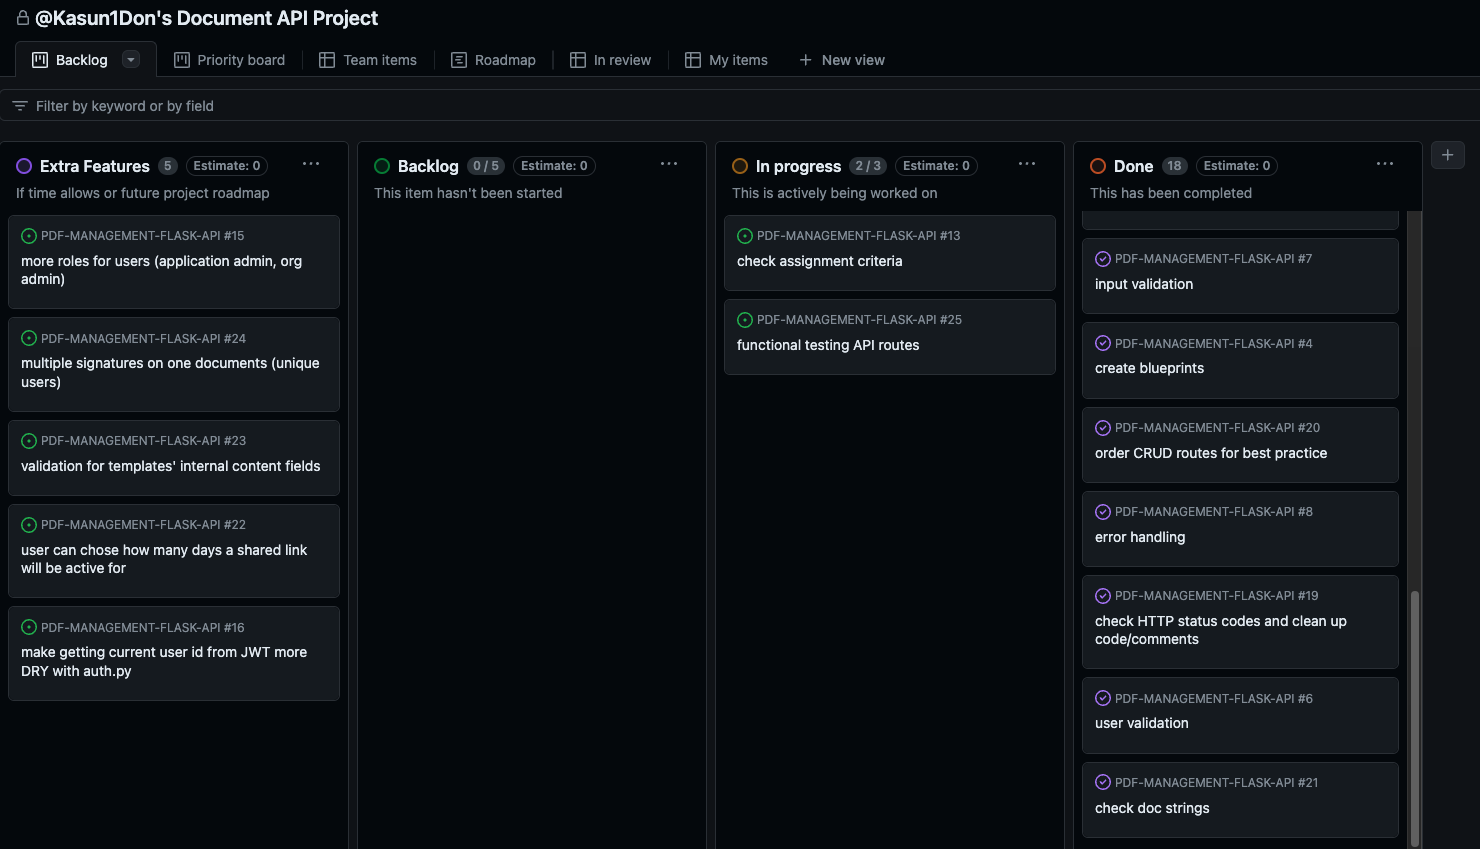 @Kasun1Don's Document API Project
Backlog
Priority board
Team items
Roadmap
In review
My items
New view
Filter by keyword or by field
Extra Features 5 Estimate: 0
If time allows or future project roadmap
PDF-MANAGEMENT-FLASK-API #15
more roles for users (application admin, org
admin)
PDF-MANAGEMENT-FLASK-API #24
multiple signatures on one documents (unique
users)
PDF-MANAGEMENT-FLASK-API #23
validation for templates' internal content fields
PDF-MANAGEMENT-FLASK-API #22
user can chose how many days a shared link
will be active for
PDF-MANAGEMENT-FLASK-API #16
make getting current user id from JWT more
DRY with auth.py
Backlog 0 / 5 Estimate: 0
This item hasn't been started
In progress 2 / 3 Estimate: 0
This is actively being worked on
PDF-MANAGEMENT-FLASK-API #13
check assignment criteria
PDF-MANAGEMENT-FLASK-API #25
functional testing API routes
Done 18 Estimate: 0
This has been completed
PDF-MANAGEMENT-FLASK-API #7
input validation
PDF-MANAGEMENT-FLASK-API #4
create blueprints
PDF-MANAGEMENT-FLASK-API #20
order CRUD routes for best practice
PDF-MANAGEMENT-FLASK-API #8
error handling
PDF-MANAGEMENT-FLASK-API #19
check HTTP status codes and clean up
code/comments
PDF-MANAGEMENT-FLASK-API #6
user validation
PDF-MANAGEMENT-FLASK-API #21
check doc strings